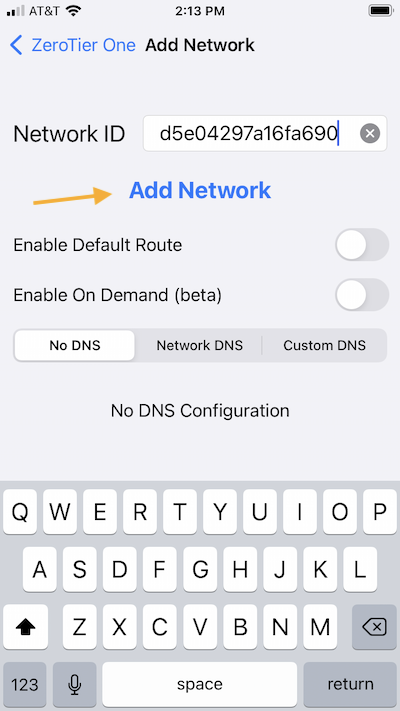 AT&T 2:13 PM
ZeroTier One Add Network
Network ID d5e04297a16fa690
Add Network
Enable Default Route
Enable On Demand (beta)
No DNS Network DNS Custom DNS
No DNS Configuration
Q W E R T Y U I O P
A S D F G H J K L
Z X C V B N M
123 space return